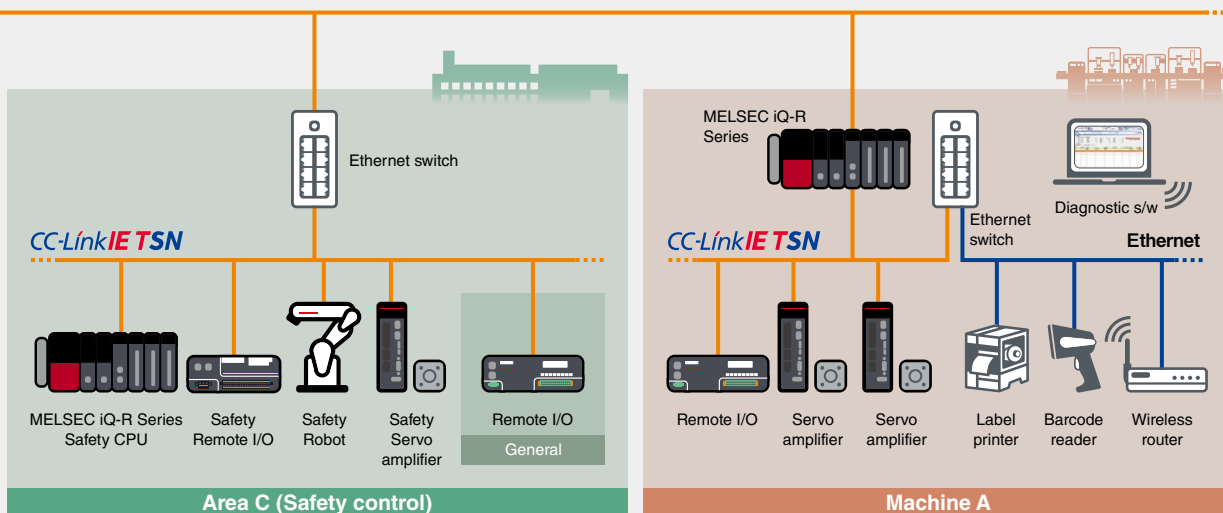 Ethernet switch
CC-Link IE TSN
MELSEC iQ-R Series
Safety CPU
Safety
Remote I/O
Safety
Robot
Safety
Servo
amplifier
Remote I/O
General
Area C (Safety control)
MELSEC iQ-R
Series
Ethernet
switch
Diagnostic s/w
CC-Link IE TSN
Ethernet
Remote I/O
Servo
amplifier
Servo
amplifier
Label
printer
Barcode
reader
Wireless
router
Machine A